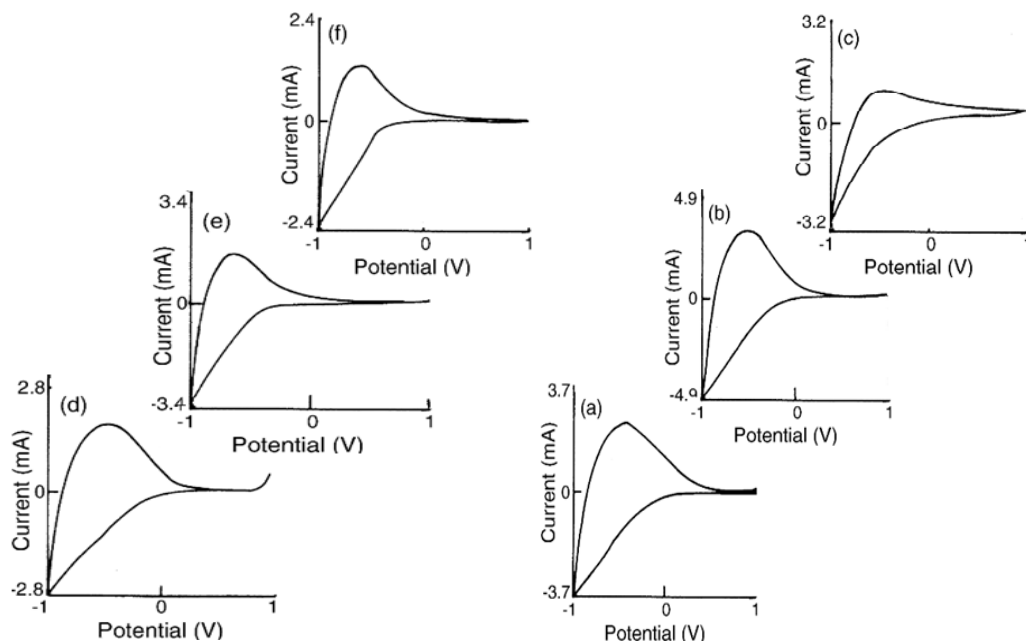 2.4
(f)
Current (mA)
0
-2.4
-1
0
1
Potential (V)
3.2
(c)
Current (mA)
0
-3.2
-1
0
1
Potential (V)
3.4
(e)
Current (mA)
0
-3.4
-1
0
1
Potential (V)
4.9
(b)
Current (mA)
0
-4.9
-1
0
1
Potential (V)
2.8
(d)
Current (mA)
0
-2.8
-1
0
1
Potential (V)
3.7
(a)
Current (mA)
0
-3.7
-1
0
1
Potential (V)